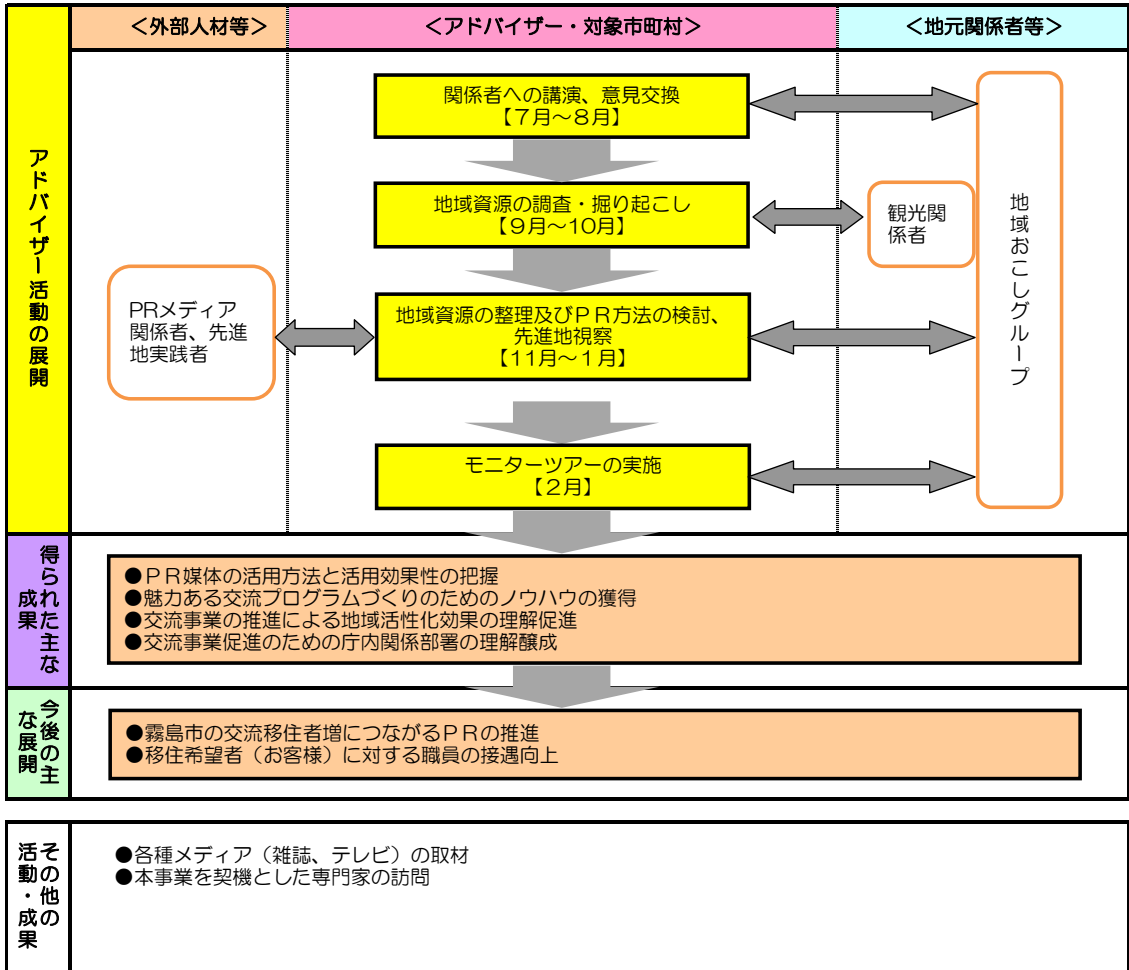 ＜外部人材等＞
＜アドバイザー・対象市町村＞
＜地元関係者等＞
アドバイザー活動の展開
関係者への講演、意見交換
【７月～８月】
地域資源の調査・掘り起こし
【９月～10月】
観光関
係者
地域おこしグループ
PRメディア
関係者、先進
地実践者
地域資源の整理及びＰＲ方法の検討、
先進地視察
【11月～１月】
モニターツアーの実施
【２月】
得られた主な
成果
●ＰＲ媒体の活用方法と活用効果性の把握
●魅力ある交流プログラムづくりのためのノウハウの獲得
●交流事業の推進による地域活性化効果の理解促進
●交流事業促進のための庁内関係部署の理解醸成
今後の主
な展開
●霧島市の交流移住者増につながるＰＲの推進
●移住希望者（お客様）に対する職員の接遇向上
その他の
活動・成果
●各種メディア（雑誌、テレビ）の取材
●本事業を契機とした専門家の訪問